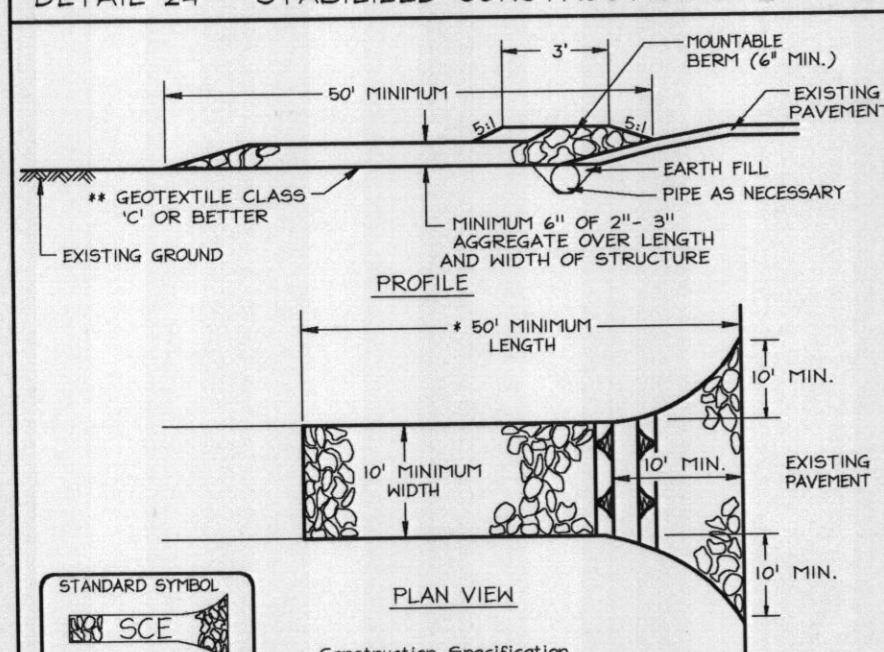 DETAIL 24 STABILIZED CONSTRUCTION
3'
MOUNTABLE
BERM (6" MIN.)
50' MINIMUM
EXISTING
PAVEMENT
5:1
5:1
** GEOTEXTILE CLASS
'C' OR BETTER
EARTH FILL
PIPE AS NECESSARY
EXISTING GROUND
MINIMUM 6" OF 2"- 3"
AGGREGATE OVER LENGTH
AND WIDTH OF STRUCTURE
PROFILE
* 50' MINIMUM
LENGTH
10' MIN.
10' MINIMUM
WIDTH
10' MIN.
EXISTING
PAVEMENT
10' MIN.
STANDARD SYMBOL
SCE
PLAN VIEW
Construction Specification